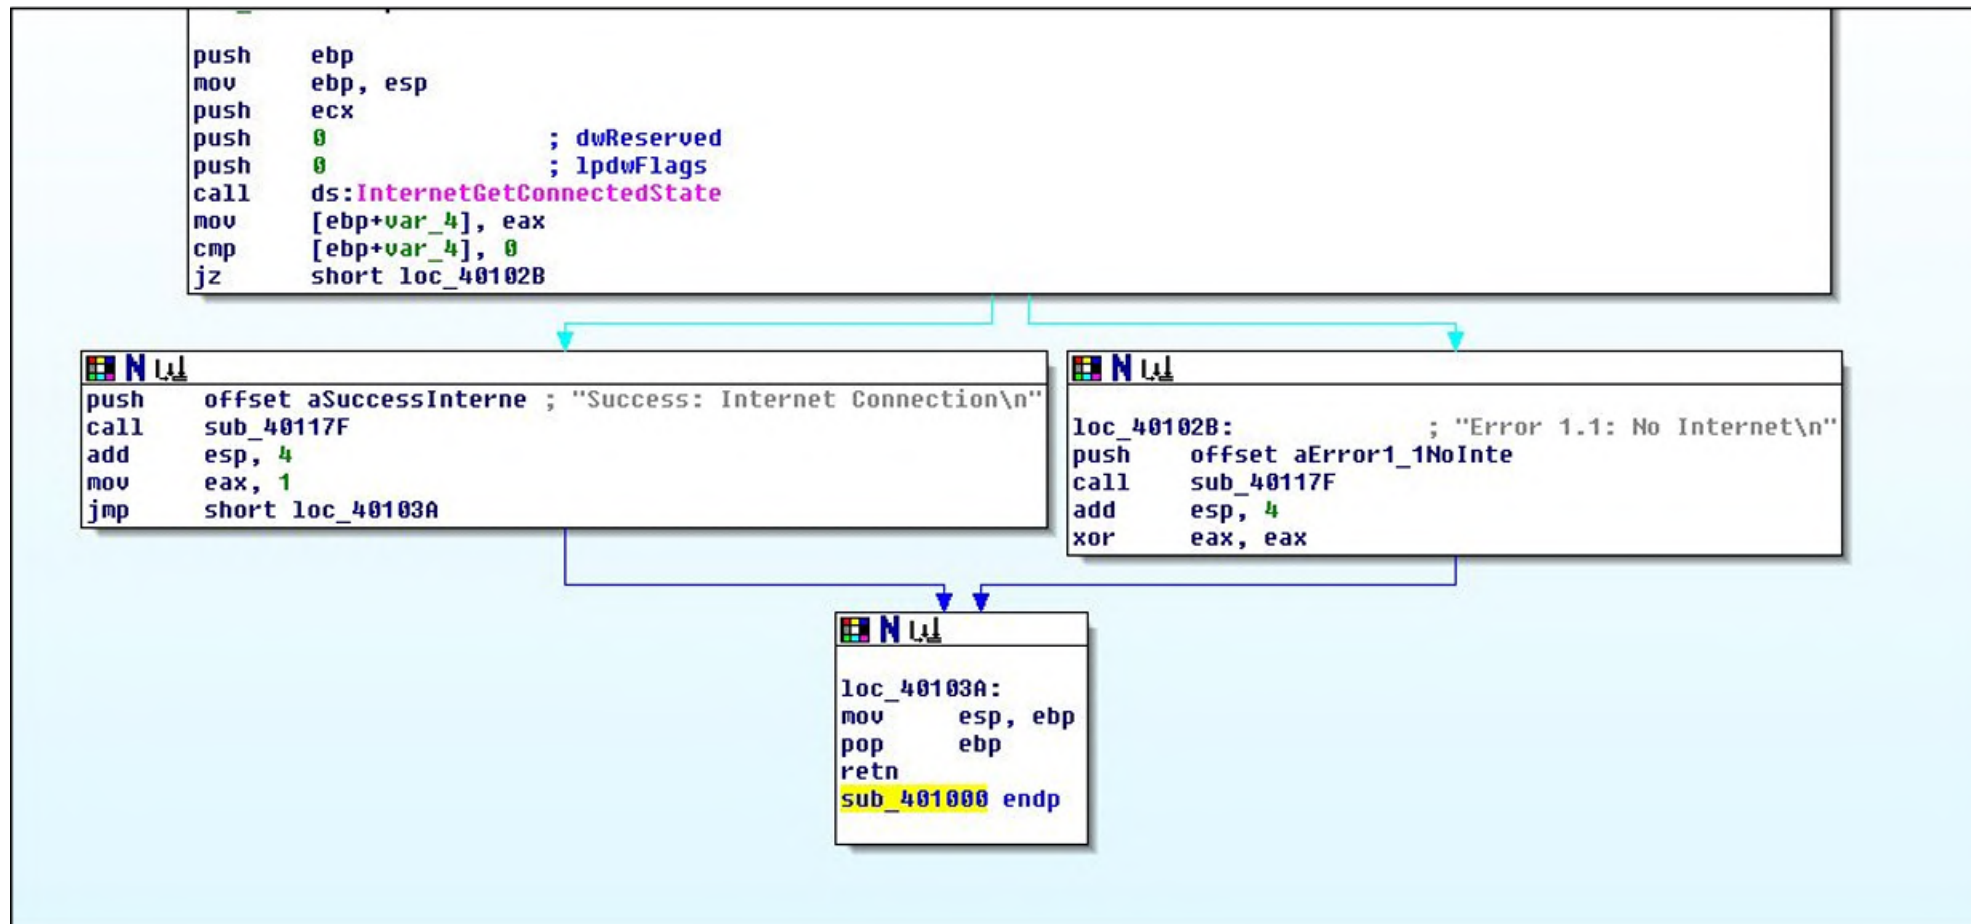 push ebp
mov ebp, esp
push ecx
push 0 ; dwReserved
push 0 ; lpdwFlags
call ds:InternetGetConnectedState
mov [ebp+var_4], eax
cmp [ebp+var_4], 0
jz short loc_40102B
N
push offset aSuccessInterne ; "Success: Internet Connection\n"
call sub_40117F
add esp, 4
mov eax, 1
jmp short loc_40103A
N
loc_40102B: ; "Error 1.1: No Internet\n"
push offset aError1_1NoInte
call sub_40117F
add esp, 4
xor eax, eax
N
loc_40103A:
mov esp, ebp
pop ebp
retn
sub_401000 endp